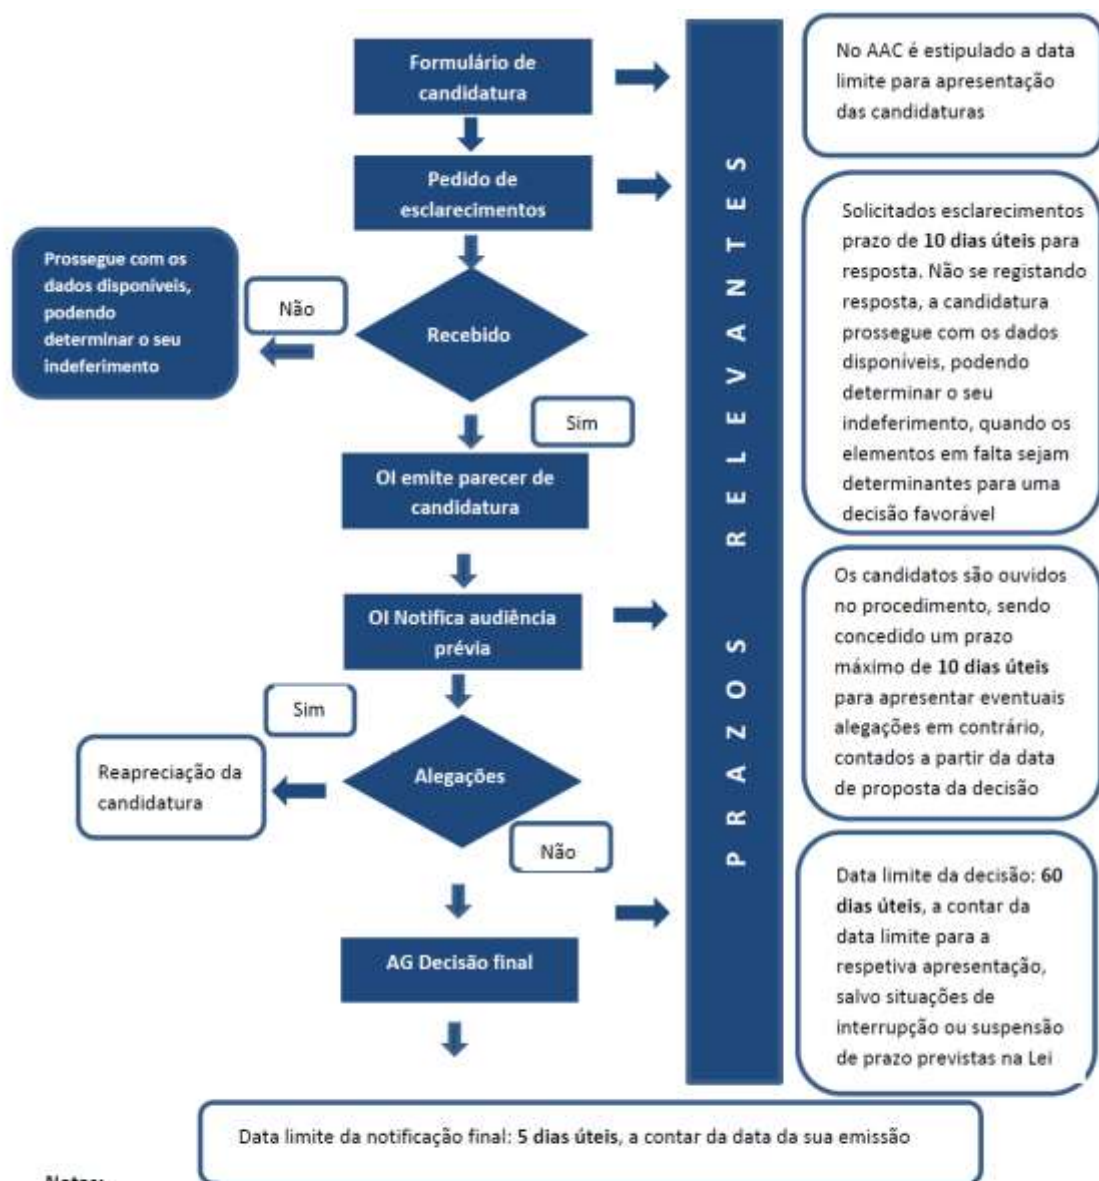 Formulário de
candidatura
No AAC é estipulado a data
limite para apresentação
das candidaturas
Pedido de
esclarecimentos
Solicitados esclarecimentos
prazo de 10 dias úteis para
resposta. Não se registando
resposta, a candidatura
prossegue com os dados
disponíveis, podendo
determinar o seu
indeferimento, quando os
elementos em falta sejam
determinantes para uma
decisão favorável
Prossegue com os
dados disponíveis,
podendo
determinar o seu
indeferimento
Não
Recebido
Sim
OI emite parecer de
candidatura
OI Notifica audiência
prévia
Os candidatos são ouvidos
no procedimento, sendo
concedido um prazo
máximo de 10 dias úteis
para apresentar eventuais
alegações em contrário,
contados a partir da data
de proposta da decisão
Sim
Reapreciação da
candidatura
Alegações
Não
AG Decisão final
Data limite da decisão: 60
dias úteis, a contar da
data limite para a
respetiva apresentação,
salvo situações de
interrupção ou suspensão
de prazo previstas na Lei
PRAZOS RELEVANTES
Data limite da notificação final: 5 dias úteis, a contar da data da sua emissão
Notas: